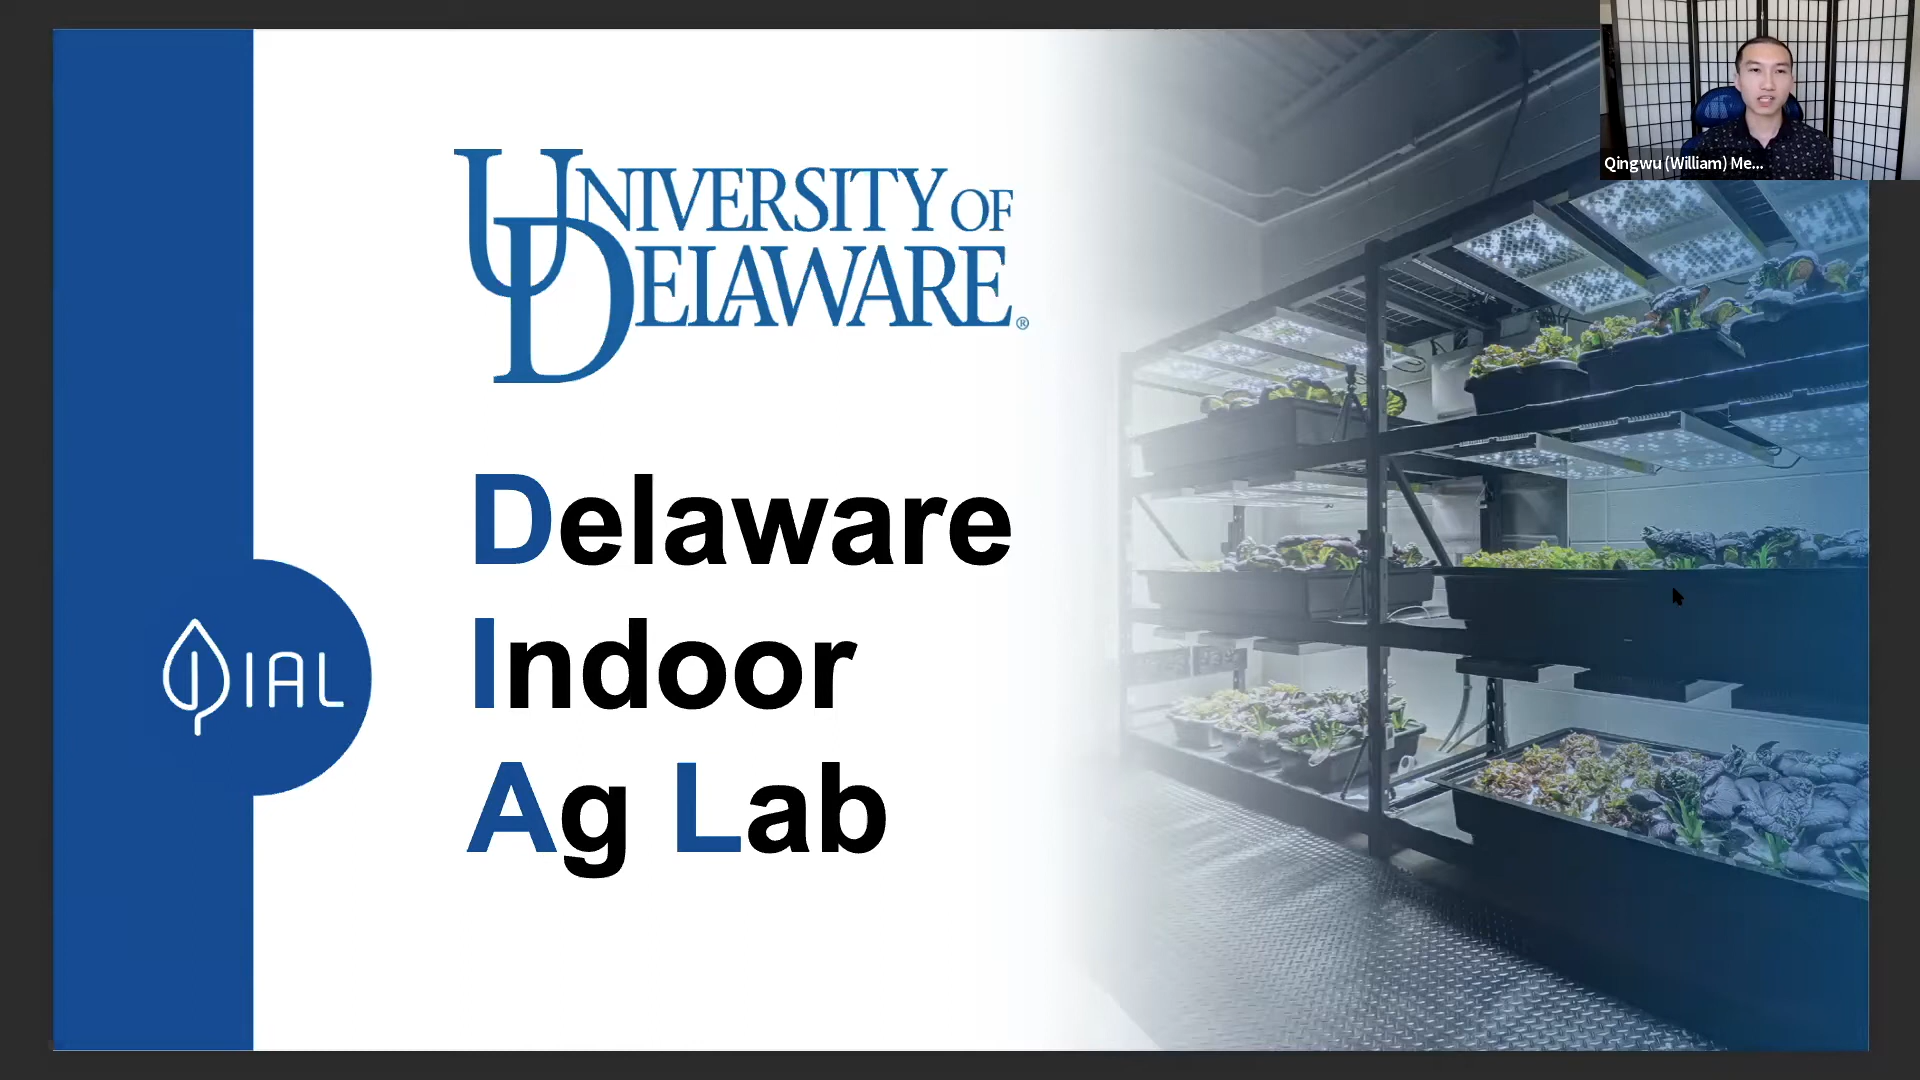 UNIVERSITY OF
DELAWARE®
Delaware
Indoor
Ag Lab
DIAL
Qingwu (William) Me...